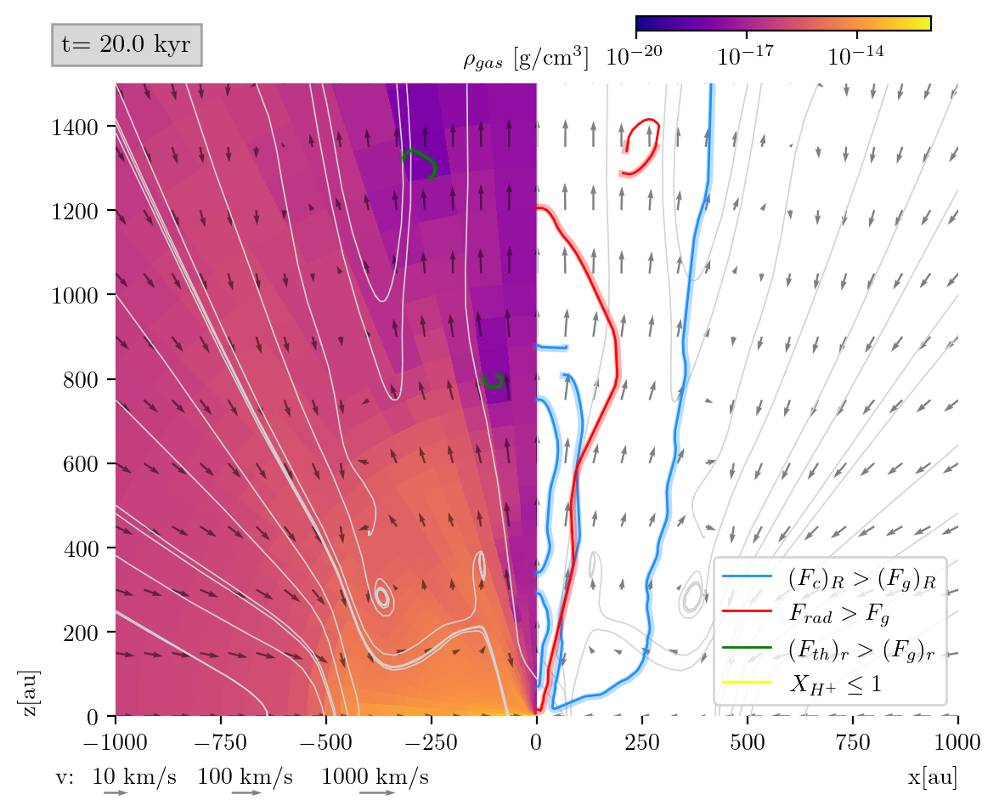 t= 20.0 kyr
ρ_gas [g/cm³] 10⁻²⁰ 10⁻¹⁷ 10⁻¹⁴
1400
1200
1000
800
600
400
200
0
z[au]
(F_c)_R > (F_g)_R
F_rad > F_g
(F_th)_r > (F_g)_r
X_H⁺ ≤ 1
−1000 −750 −500 −250 0 250 500 750 1000
v: 10 km/s 100 km/s 1000 km/s x[au]